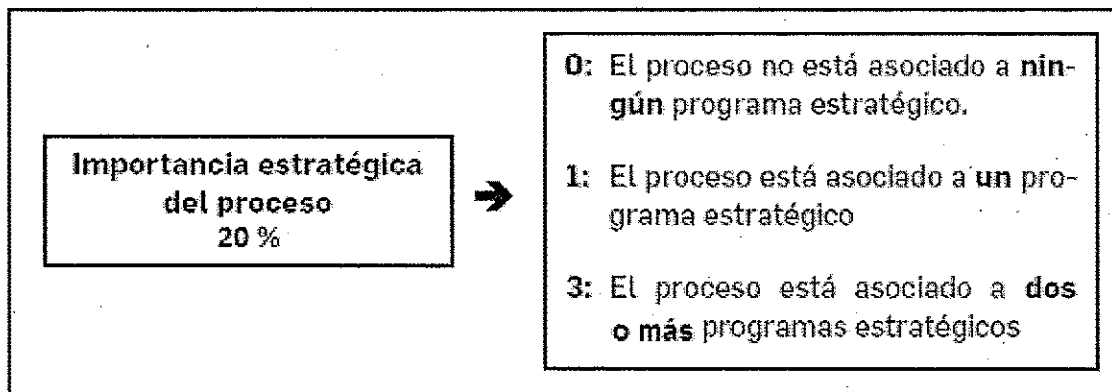 Importancia estratégica
del proceso
20 %
0: El proceso no está asociado a nin-
gún programa estratégico.
1: El proceso está asociado a un pro-
grama estratégico
3: El proceso está asociado a dos
o más programas estratégicos